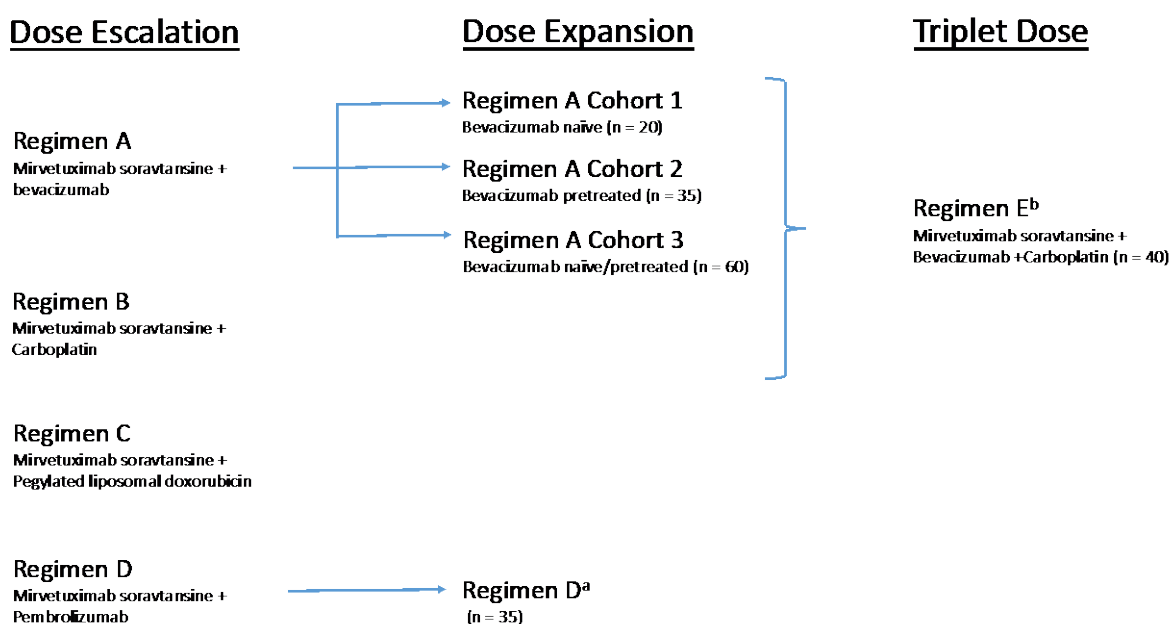 Dose Escalation
Dose Expansion
Triplet Dose
Regimen A
Mirvetuximab soravtansine +
bevacizumab
Regimen A Cohort 1
Bevacizumab naïve (n = 20)
Regimen A Cohort 2
Bevacizumab pretreated (n = 35)
Regimen A Cohort 3
Bevacizumab naïve/pretreated (n = 60)
Regimen Eᵇ
Mirvetuximab soravtansine +
Bevacizumab +Carboplatin (n = 40)
Regimen B
Mirvetuximab soravtansine +
Carboplatin
Regimen C
Mirvetuximab soravtansine +
Pegylated liposomal doxorubicin
Regimen D
Mirvetuximab soravtansine +
Pembrolizumab
Regimen Dᵃ
(n = 35)